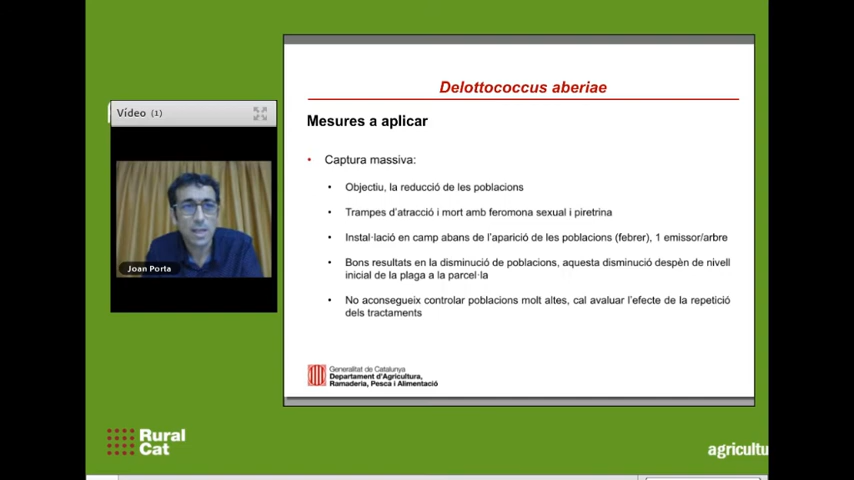 Delottococcus aberiae
Vídeo (1)
Mesures a aplicar
• Captura massiva:
• Objectiu, la reducció de les poblacions
• Trampes d'atracció i mort amb feromona sexual i piretrina
• Instal·lació en camp abans de l'aparició de les poblacions (febrer), 1 emissor/arbre
• Bons resultats en la disminució de poblacions, aquesta disminució despèn de nivell
inicial de la plaga a la parcel·la
• No aconsegueix controlar poblacions molt altes, cal avaluar l'efecte de la repetició
dels tractaments
Joan Porta
Generalitat de Catalunya
Departament d'Agricultura,
Ramaderia, Pesca i Alimentació
Rural
Cat
agricultu